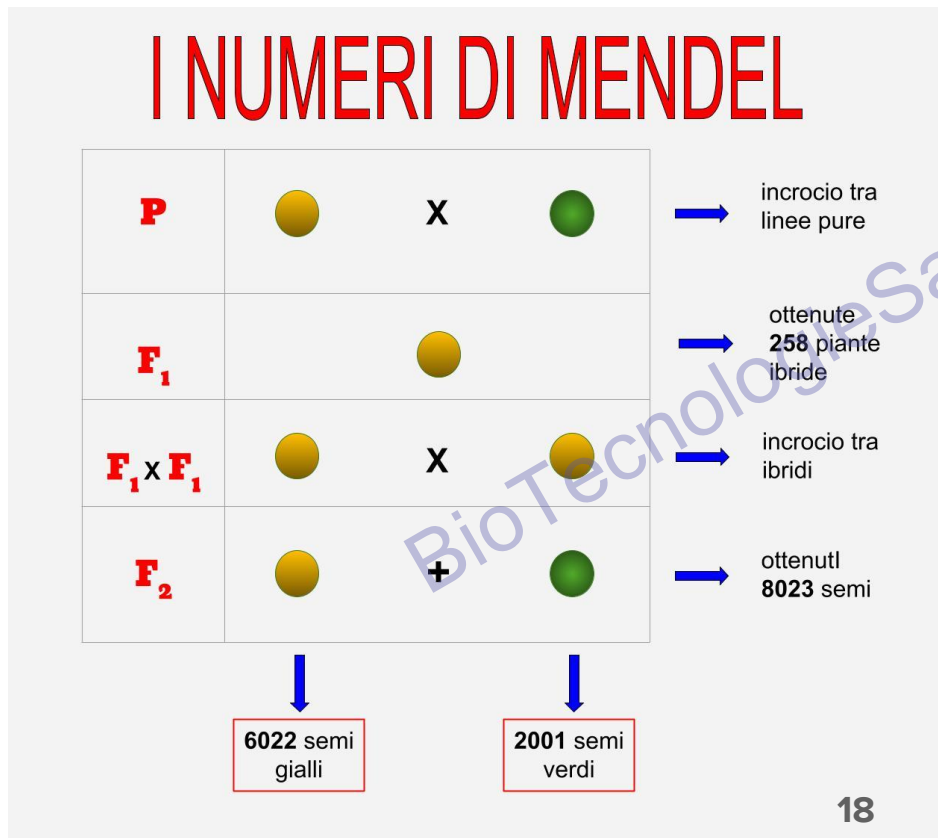 I NUMERI DI MENDEL
P
X
incrocio tra
linee pure
F1
ottenute
258 piante
ibride
F1 X F1
X
incrocio tra
ibridi
F2
+
ottenutI
8023 semi
6022 semi
gialli
2001 semi
verdi
BioTecnologieSa
18